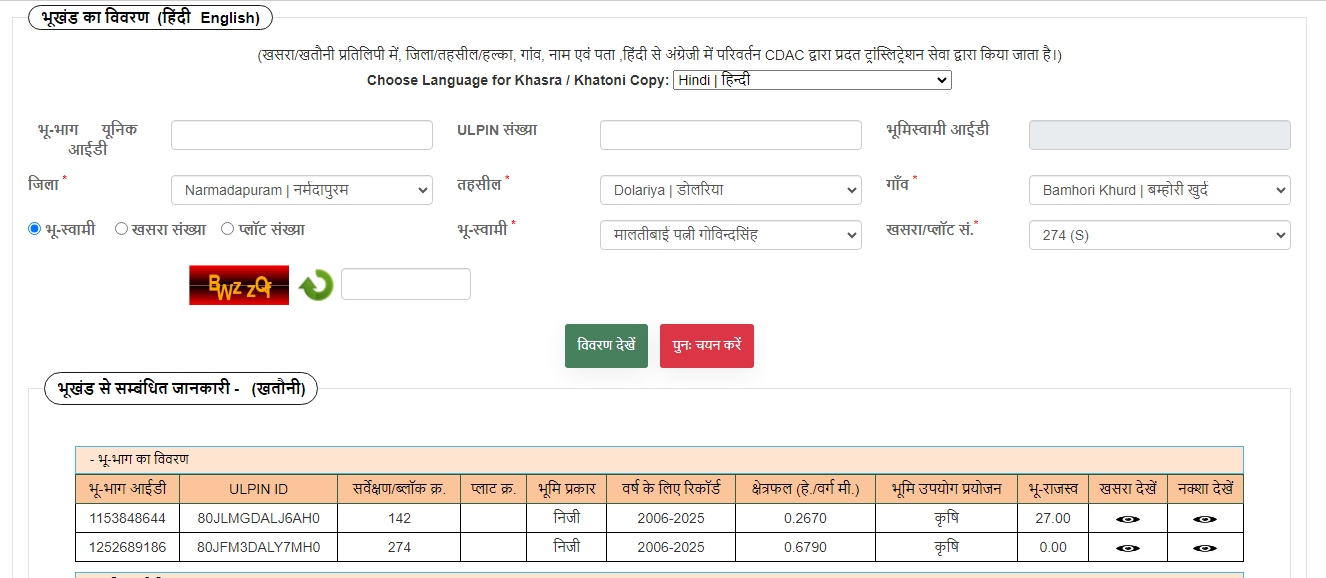 भूखंड का विवरण (हिंदी English)
(खसरा/खतौनी प्रतिलिपी में, जिला/तहसील/हल्का, गांव, नाम एवं पता ,हिंदी से अंग्रेजी में परिवर्तन CDAC द्वारा प्रदत ट्रांस्लिट्रेशन सेवा द्वारा किया जाता है।)
Choose Language for Khasra / Khatoni Copy: Hindi | हिन्दी
भू-भाग यूनिक आईडी ULPIN संख्या भूमिस्वामी आईडी
जिला * Narmadapuram | नर्मदापुरम तहसील * Dolariya | डोलरिया गाँव * Bamhori Khurd | बम्होरी खुर्द
भू-स्वामी खसरा संख्या प्लॉट संख्या भू-स्वामी * मालतीबाई पत्नी गोविन्दसिंह खसरा/प्लॉट सं.* 274 (S)
BWz zQr
विवरण देखें पुनः चयन करें
भूखंड से सम्बंधित जानकारी - (खतौनी)
- भू-भाग का विवरण
भू-भाग आईडी ULPIN ID सर्वेक्षण/ब्लॉक क्र. प्लाट क्र. भूमि प्रकार वर्ष के लिए रिकॉर्ड क्षेत्रफल (हे./वर्ग मी.) भूमि उपयोग प्रयोजन भू-राजस्व खसरा देखें नक्शा देखें
1153848644 80JLMGDALJ6AH0 142 निजी 2006-2025 0.2670 कृषि 27.00
1252689186 80JFM3DALY7MH0 274 निजी 2006-2025 0.6790 कृषि 0.00